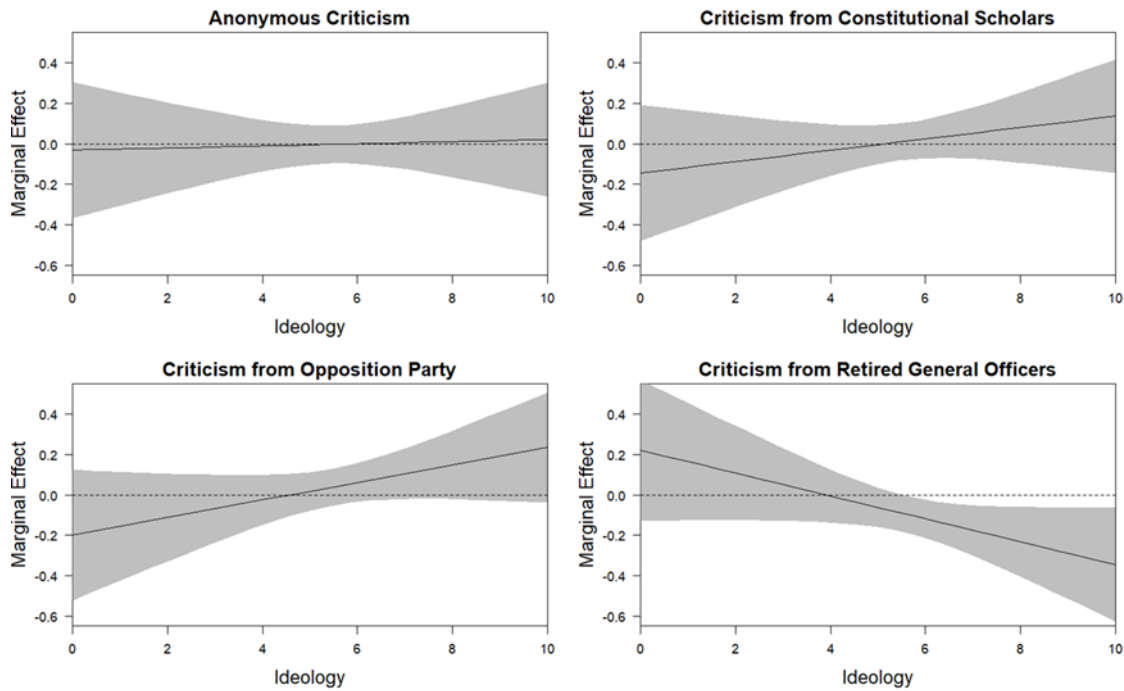 Anonymous Criticism
Marginal Effect
0.4
0.2
0.0
-0.2
-0.4
-0.6
0 2 4 6 8 10
Ideology
Criticism from Constitutional Scholars
Marginal Effect
0.4
0.2
0.0
-0.2
-0.4
-0.6
0 2 4 6 8 10
Ideology
Criticism from Opposition Party
Marginal Effect
0.4
0.2
0.0
-0.2
-0.4
-0.6
0 2 4 6 8 10
Ideology
Criticism from Retired General Officers
Marginal Effect
0.4
0.2
0.0
-0.2
-0.4
-0.6
0 2 4 6 8 10
Ideology